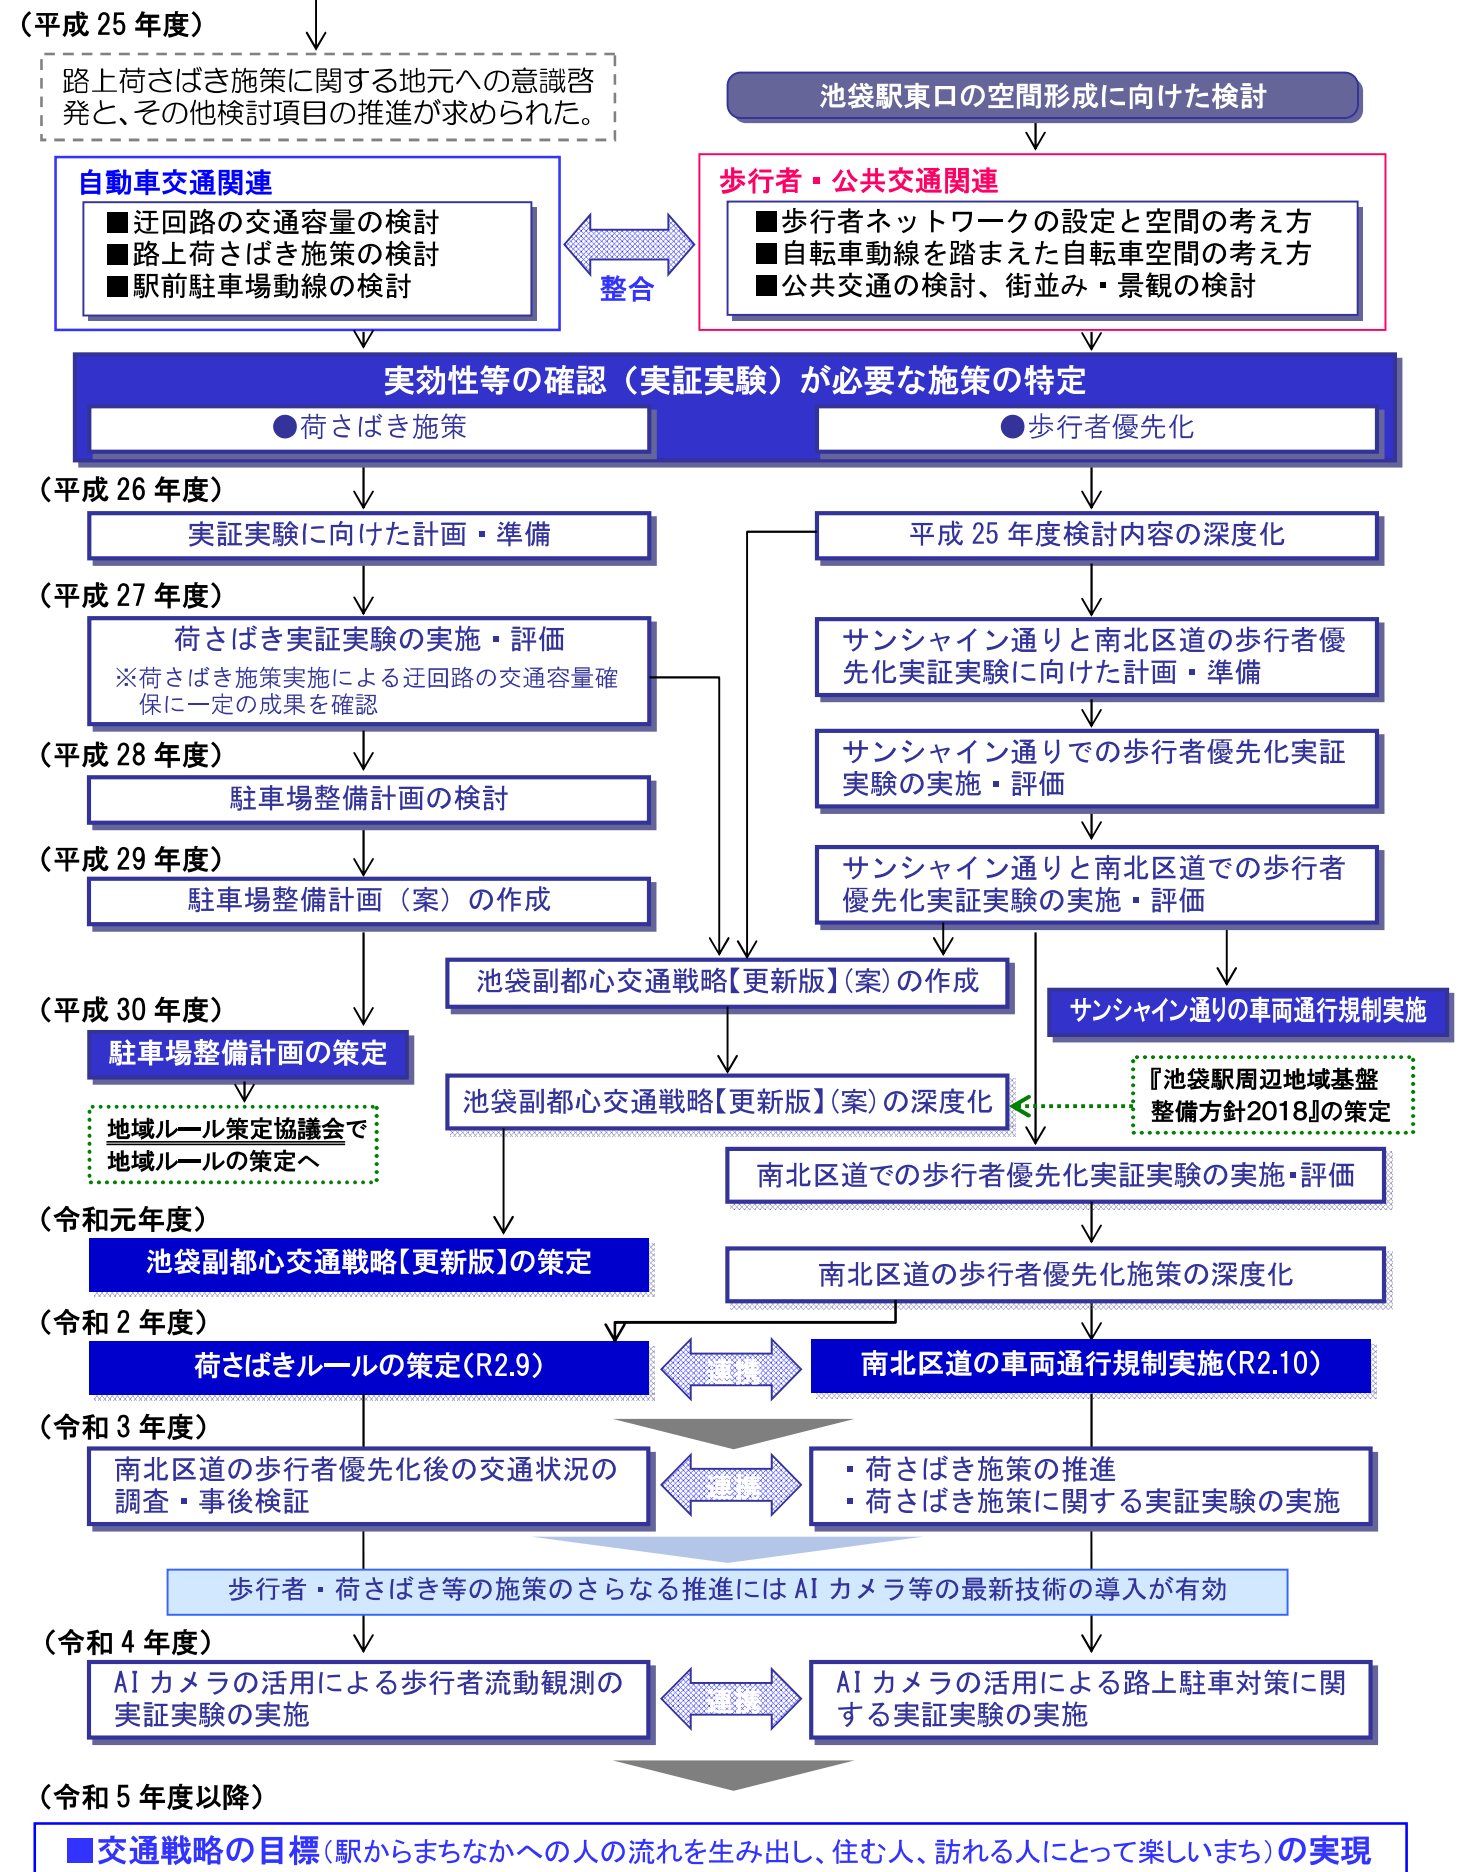 （平成 25 年度）
路上荷さばき施策に関する地元への意識啓
発と、その他検討項目の推進が求められた。
池袋駅東口の空間形成に向けた検討
自動車交通関連
■迂回路の交通容量の検討
■路上荷さばき施策の検討
■駅前駐車場動線の検討
整合
歩行者・公共交通関連
■歩行者ネットワークの設定と空間の考え方
■自転車動線を踏まえた自転車空間の考え方
■公共交通の検討、街並み・景観の検討
実効性等の確認（実証実験）が必要な施策の特定
●荷さばき施策
●歩行者優先化
（平成 26 年度）
実証実験に向けた計画・準備
平成 25 年度検討内容の深度化
（平成 27 年度）
荷さばき実証実験の実施・評価
※荷さばき施策実施による迂回路の交通容量確
保に一定の成果を確認
サンシャイン通りと南北区道の歩行者優
先化実証実験に向けた計画・準備
（平成 28 年度）
駐車場整備計画の検討
サンシャイン通りでの歩行者優先化実証
実験の実施・評価
（平成 29 年度）
駐車場整備計画（案）の作成
サンシャイン通りと南北区道での歩行者
優先化実証実験の実施・評価
池袋副都心交通戦略【更新版】（案）の作成
サンシャイン通りの車両通行規制実施
（平成 30 年度）
駐車場整備計画の策定
池袋副都心交通戦略【更新版】（案）の深度化
『池袋駅周辺地域基盤
整備方針2018』の策定
地域ルール策定協議会で
地域ルールの策定へ
南北区道での歩行者優先化実証実験の実施・評価
（令和元年度）
池袋副都心交通戦略【更新版】の策定
南北区道の歩行者優先化施策の深度化
（令和 2 年度）
荷さばきルールの策定（R2.9）
連携
南北区道の車両通行規制実施（R2.10）
（令和 3 年度）
南北区道の歩行者優先化後の交通状況の
調査・事後検証
連携
・荷さばき施策の推進
・荷さばき施策に関する実証実験の実施
歩行者・荷さばき等の施策のさらなる推進には AI カメラ等の最新技術の導入が有効
（令和 4 年度）
AI カメラの活用による歩行者流動観測の
実証実験の実施
連携
AI カメラの活用による路上駐車対策に関
する実証実験の実施
（令和 5 年度以降）
■交通戦略の目標（駅からまちなかへの人の流れを生み出し、住む人、訪れる人にとって楽しいまち）の実現